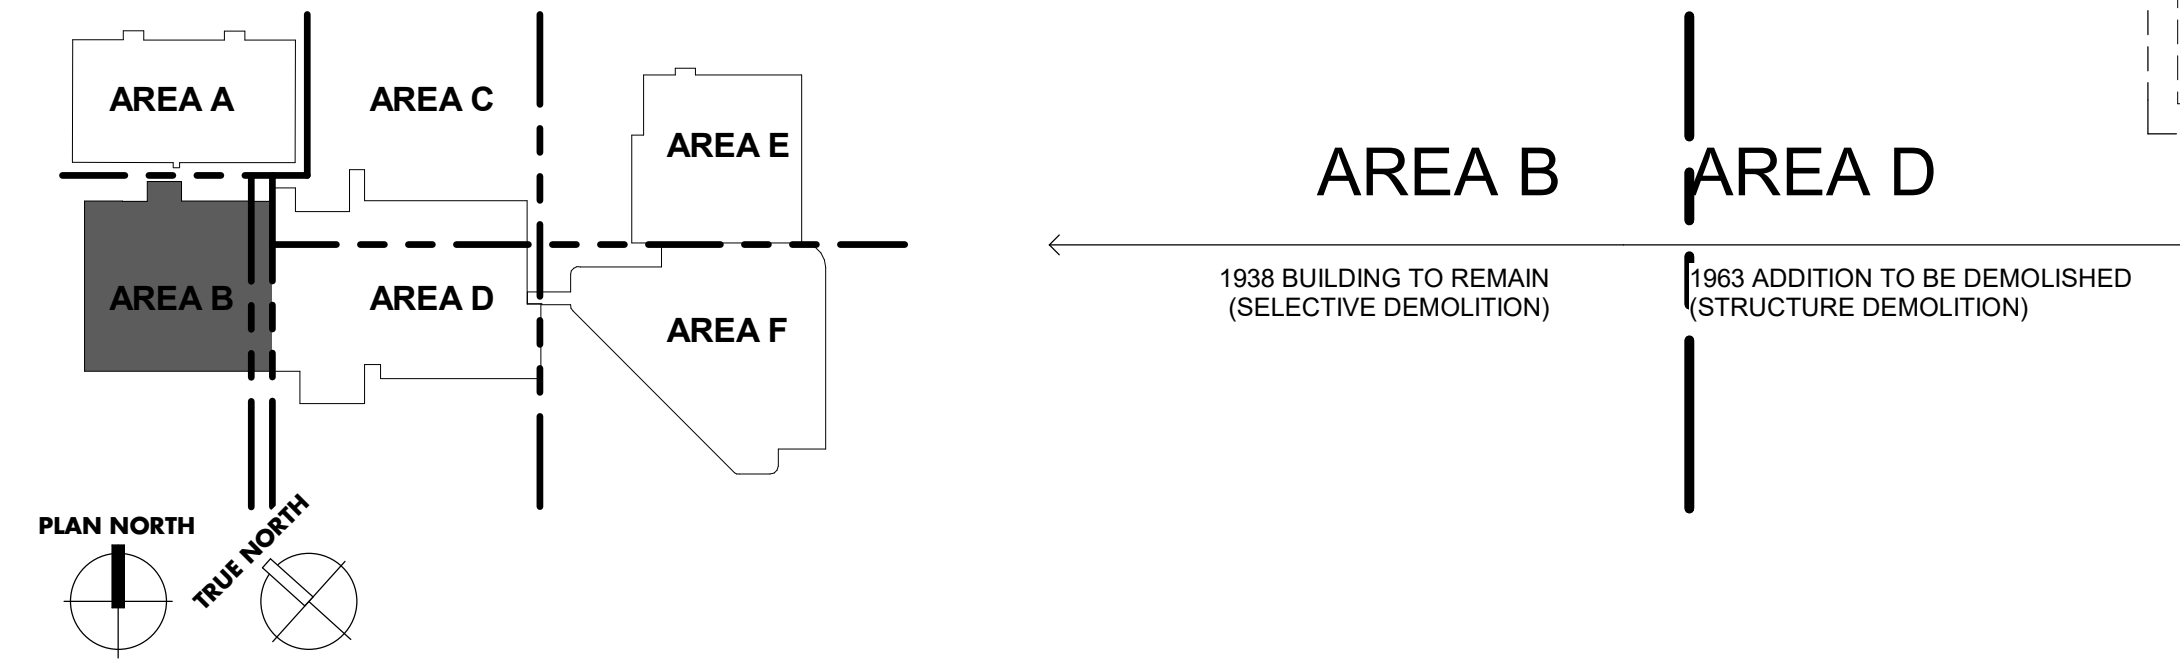 AREA A
AREA C
AREA E
AREA B
AREA D
AREA F
PLAN NORTH
TRUE NORTH
AREA B
AREA D
1938 BUILDING TO REMAIN
(SELECTIVE DEMOLITION)
1963 ADDITION TO BE DEMOLISHED
(STRUCTURE DEMOLITION)